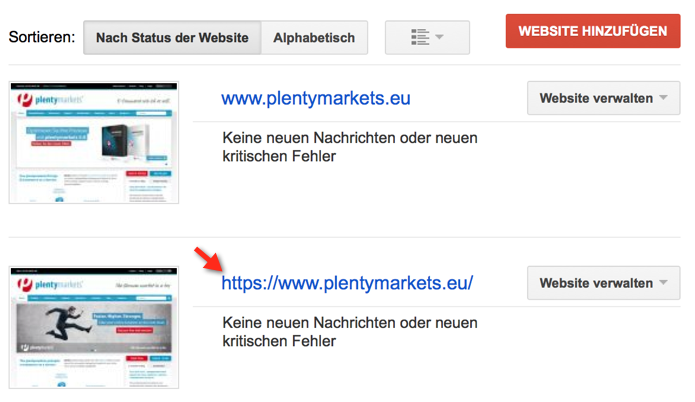 Sortieren: Nach Status der Website Alphabetisch WEBSITE HINZUFÜGEN
plentymarkets
www.plentymarkets.eu Website verwalten
Keine neuen Nachrichten oder neuen
kritischen Fehler
plentymarkets
https://www.plentymarkets.eu/ Website verwalten
Keine neuen Nachrichten oder neuen
kritischen Fehler